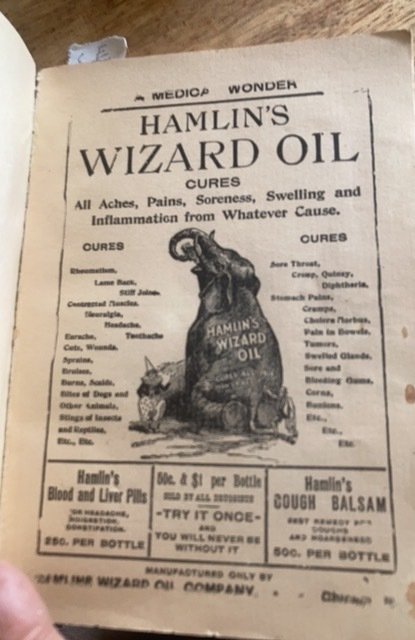 A MEDICAL WONDER
HAMLIN'S
WIZARD OIL
CURES
All Aches, Pains, Soreness, Swelling and
Inflammation from Whatever Cause.
CURES
Rheumatism,
Lame Back,
Stiff Joints,
Contracted Muscles,
Neuralgia,
Headache,
Earache, Toothache
Cuts, Wounds,
Sprains,
Bruises,
Burns, Scalds,
Bites of Dogs and
Other Animals,
Stings of Insects
and Reptiles,
Etc., Etc.
HAMLIN'S
WIZARD
OIL
CURES
Sore Throat,
Croup, Quinsy,
Diphtheria,
Stomach Pains,
Cramps,
Cholera Morbus,
Pain in Bowels,
Tumors,
Swelled Glands,
Sore and
Bleeding Gums,
Corns,
Bunions,
Etc.,
Etc.,
Etc.
Hamlin's
Blood and Liver Pills
FOR HEADACHE,
INDIGESTION,
CONSTIPATION.
25C. PER BOTTLE
50c. & $1 per Bottle
SOLD BY ALL DRUGGISTS
-TRY IT ONCE-
AND
YOU WILL NEVER BE
WITHOUT IT
Hamlin's
COUGH BALSAM
BEST REMEDY FOR
COUGHS
AND HOARSENESS
50C. PER BOTTLE
MANUFACTURED ONLY BY
HAMLINS WIZARD OIL COMPANY, Chicago